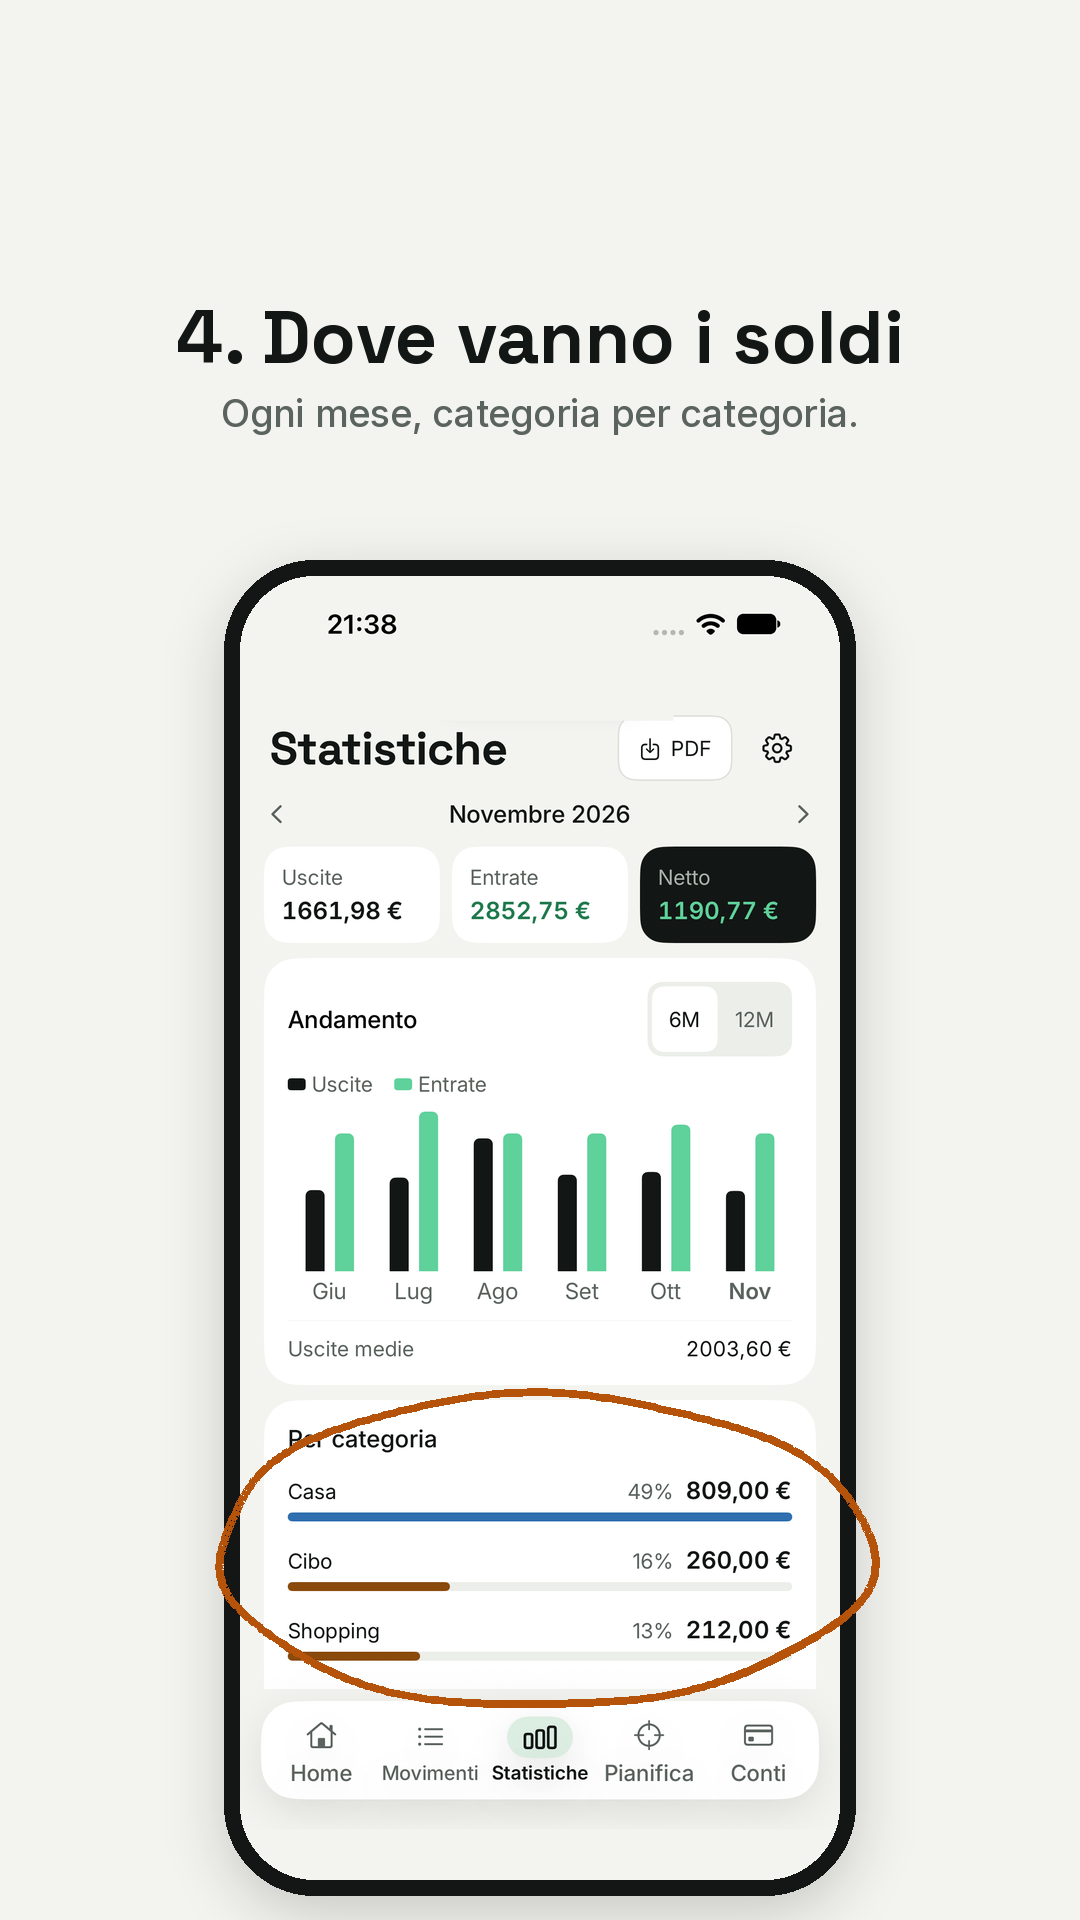 4. Dove vanno i soldi
Ogni mese, categoria per categoria.
21:38
Statistiche
PDF
Novembre 2026
Uscite
1661,98 €
Entrate
2852,75 €
Netto
1190,77 €
Andamento
6M 12M
Uscite Entrate
Giu Lug Ago Set Ott Nov
Uscite medie 2003,60 €
Per categoria
Casa 49% 809,00 €
Cibo 16% 260,00 €
Shopping 13% 212,00 €
Home Movimenti Statistiche Pianifica Conti